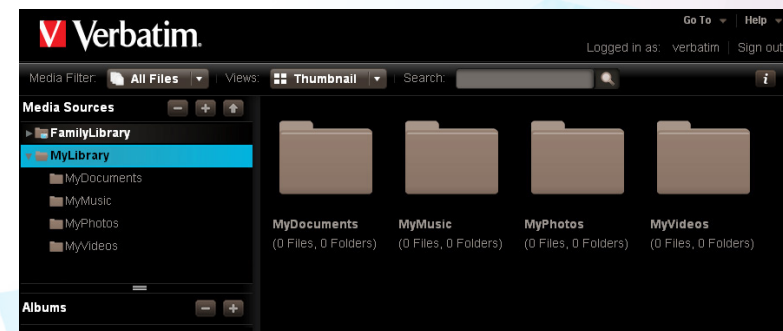 Verbatim.
Go To Help
Logged in as: verbatim Sign out
Media Filter: All Files Views: Thumbnail Search: i
Media Sources
FamilyLibrary
MyLibrary
MyDocuments
MyMusic
MyPhotos
MyVideos
Albums
MyDocuments MyMusic MyPhotos MyVideos
(0 Files, 0 Folders) (0 Files, 0 Folders) (0 Files, 0 Folders) (0 Files, 0 Folders)